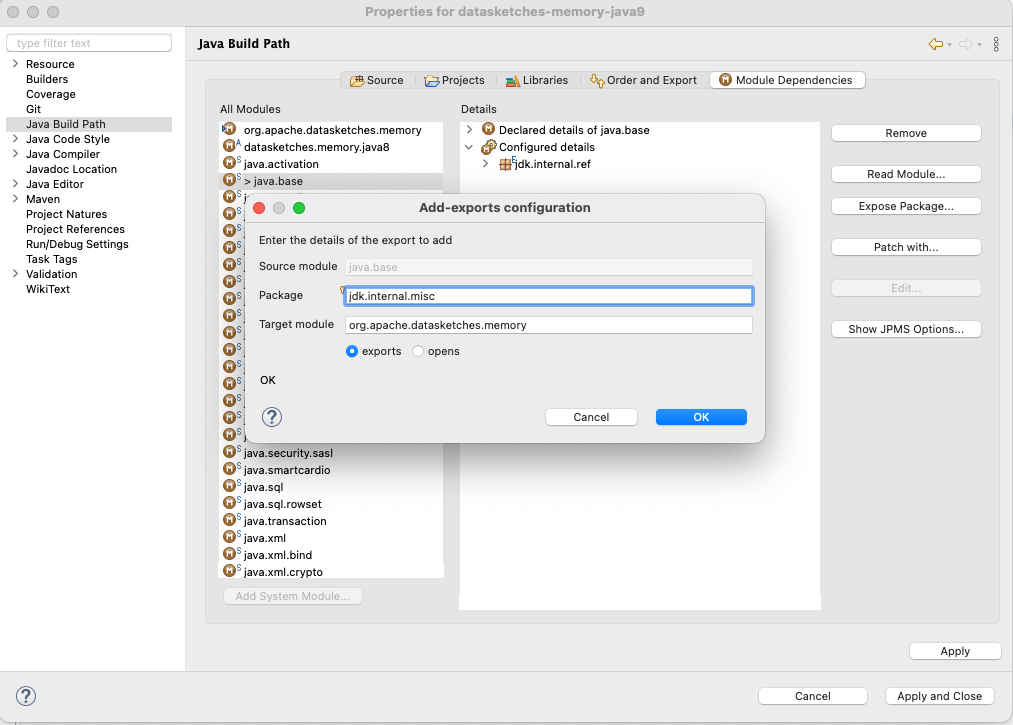 Properties for datasketches-memory-java9
type filter text
Resource
Builders
Coverage
Git
Java Build Path
Java Code Style
Java Compiler
Javadoc Location
Java Editor
Maven
Project Natures
Project References
Run/Debug Settings
Task Tags
Validation
WikiText
Java Build Path
Source
Projects
Libraries
Order and Export
Module Dependencies
All Modules
org.apache.datasketches.memory
datasketches.memory.java8
java.activation
> java.base
java.security.sasl
java.smartcardio
java.sql
java.sql.rowset
java.transaction
java.xml
java.xml.bind
java.xml.crypto
Add System Module...
Details
Declared details of java.base
Configured details
jdk.internal.ref
Remove
Read Module...
Expose Package...
Patch with...
Edit...
Show JPMS Options...
Add-exports configuration
Enter the details of the export to add
Source module java.base
Package jdk.internal.misc
Target module org.apache.datasketches.memory
exports opens
OK
? Cancel OK
Apply
? Cancel Apply and Close